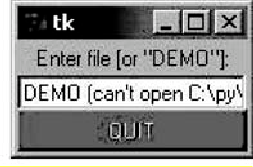 tk
Enter file [or "DEMO"]:
DEMO (can't open C:\py\
QUIT